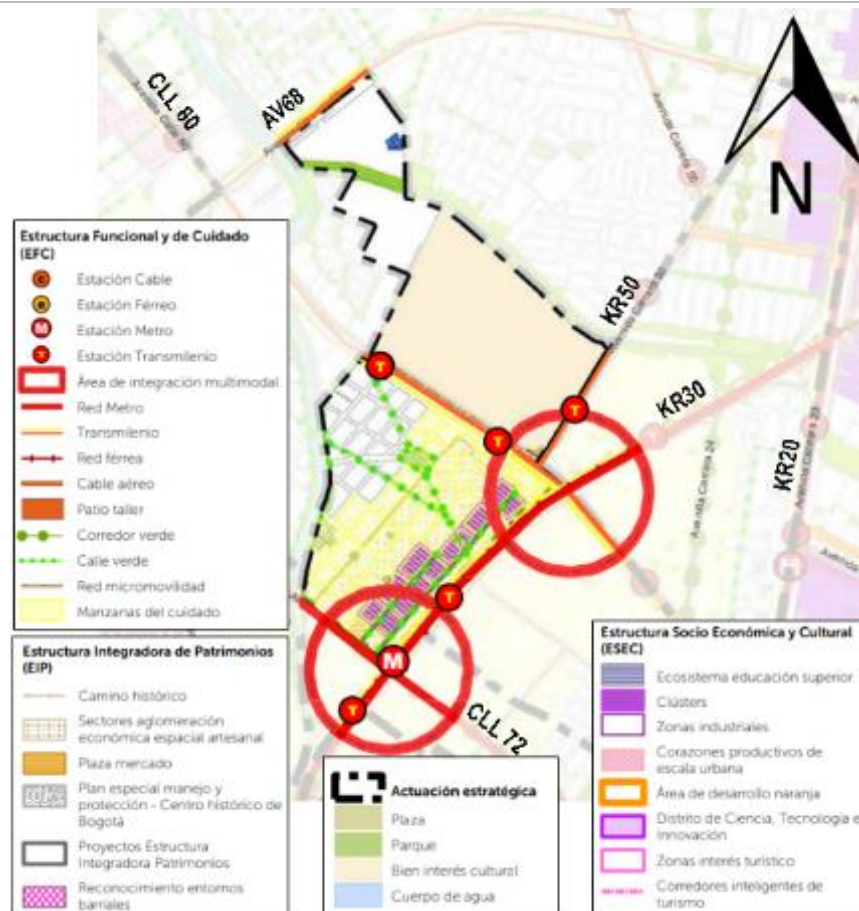 CLL 80
AV68
N
KR50
KR30
KR20
CLL 72
Avenida Carrera 24
T
T
T
T
M
T
Estructura Funcional y de Cuidado
(EFC)
Estación Cable
Estación Férreo
M
Estación Metro
T
Estación Transmilenio
Área de integración multimodal
Red Metro
Transmilenio
Red férrea
Cable aéreo
Patio taller
Corredor verde
Calle verde
Red micromovilidad
Manzanas del cuidado
Estructura Integradora de Patrimonios
(EIP)
Camino histórico
Sectores aglomeración
económica espacial artesanal
Plaza mercado
Plan especial manejo y
protección - Centro histórico de
Bogotá
Proyectos Estructura
Integradora Patrimonios
Reconocimiento entornos
barriales
Actuación estratégica
Plaza
Parque
Bien interés cultural
Cuerpo de agua
Estructura Socio Económica y Cultural
(ESEC)
Ecosistema educación superior
Clústers
Zonas industriales
Corazones productivos de
escala urbana
Área de desarrollo naranja
Distrito de Ciencia, Tecnología e
Innovación
Zonas interés turístico
Corredores inteligentes de
turismo